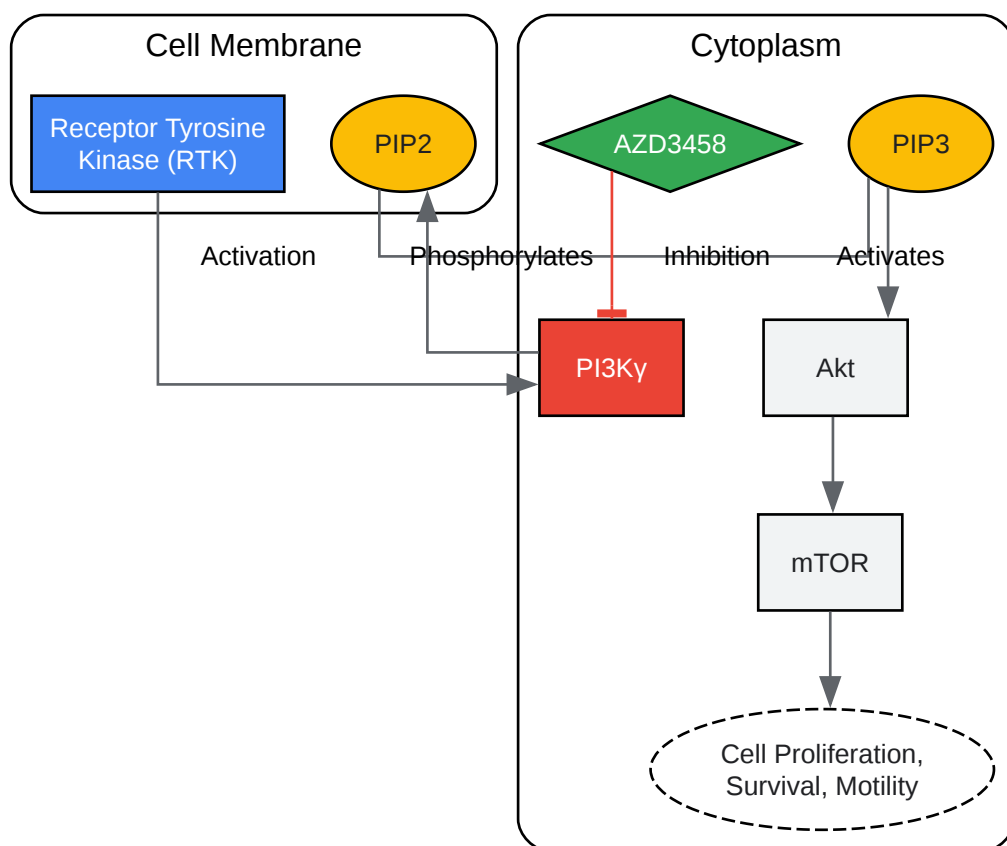 Cell Membrane
Cytoplasm
Receptor Tyrosine
Kinase (RTK)
PIP2
AZD3458
PIP3
Activation
Phosphorylates
Inhibition
Activates
PI3Kγ
Akt
mTOR
Cell Proliferation,
Survival, Motility